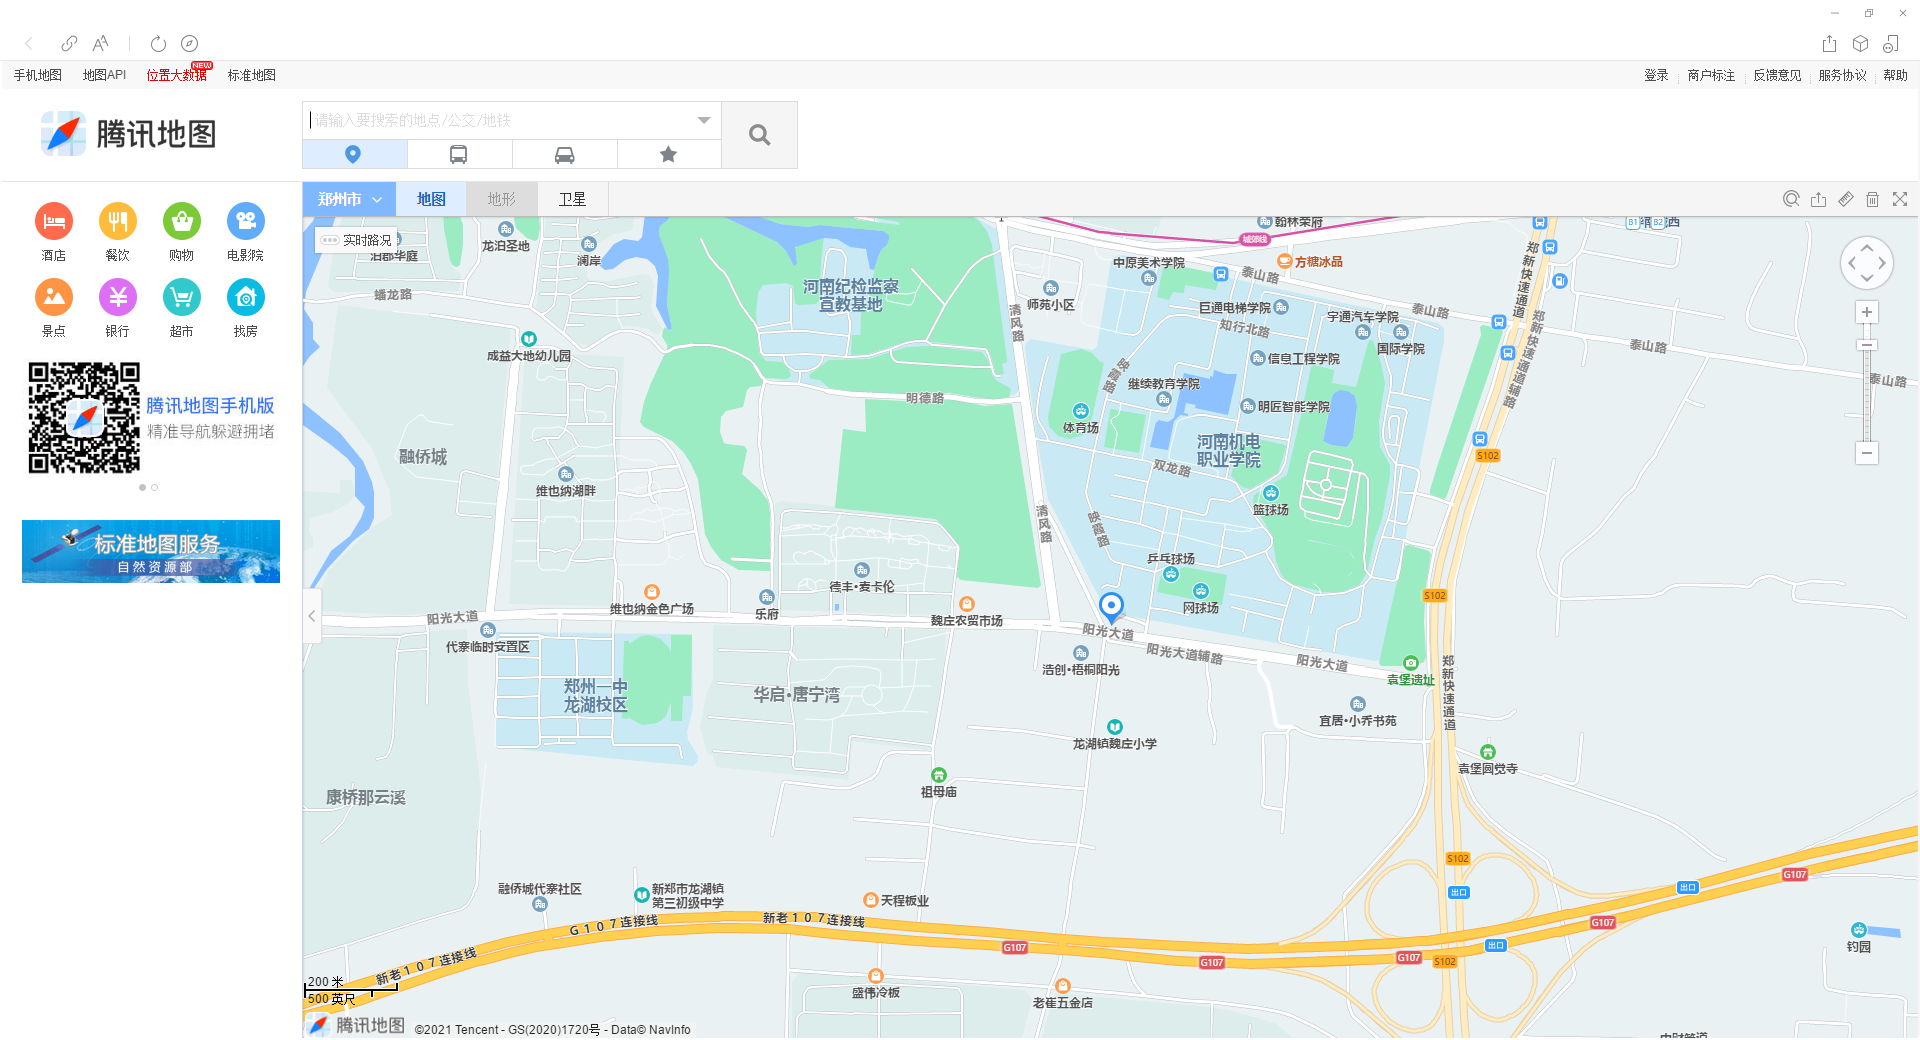 手机地图
地图API
位置大数据
NEW
标准地图
登录
商户标注
反馈意见
服务协议
帮助
腾讯地图
请输入要搜索的地点/公交/地铁
郑州市
地图
地形
卫星
酒店
餐饮
购物
电影院
景点
银行
超市
找房
腾讯地图手机版
精准导航躲避拥堵
标准地图服务
自然资源部
实时路况
泊郡华庭
龙泊圣地
澜岸
蟠龙路
成益大地幼儿园
河南纪检监察
宣教基地
清风路
师苑小区
中原美术学院
城郊线
翰林荣府
方糖冰品
泰山路
巨通电梯学院
知行北路
宇通汽车学院
国际学院
泰山路
郑新快速通道
郑新快速通道辅路
B1
B2
泰山路
泰山路
信息工程学院
映霞路
继续教育学院
明匠智能学院
体育场
河南机电
职业学院
双龙路
篮球场
S102
明德路
融侨城
维也纳湖畔
清风路
映霞路
乒乓球场
网球场
S102
德丰•麦卡伦
维也纳金色广场
乐府
魏庄农贸市场
阳光大道
代寨临时安置区
阳光大道
阳光大道辅路
阳光大道
浩创•梧桐阳光
袁堡遗址
郑新快速通道
郑州一中
龙湖校区
华启•唐宁湾
宜居•小乔书苑
龙湖镇魏庄小学
袁堡圆觉寺
祖母庙
康桥那云溪
S102
出口
出口
G107
融侨城代寨社区
新郑市龙湖镇
第三初级中学
天程板业
G107连接线
新老107连接线
新老107连接线
G107
G107
G107
G107
出口
S102
钓园
盛伟冷板
老崔五金店
200 米
500 英尺
腾讯地图
©2021 Tencent - GS(2020)1720号 - Data© NavInfo